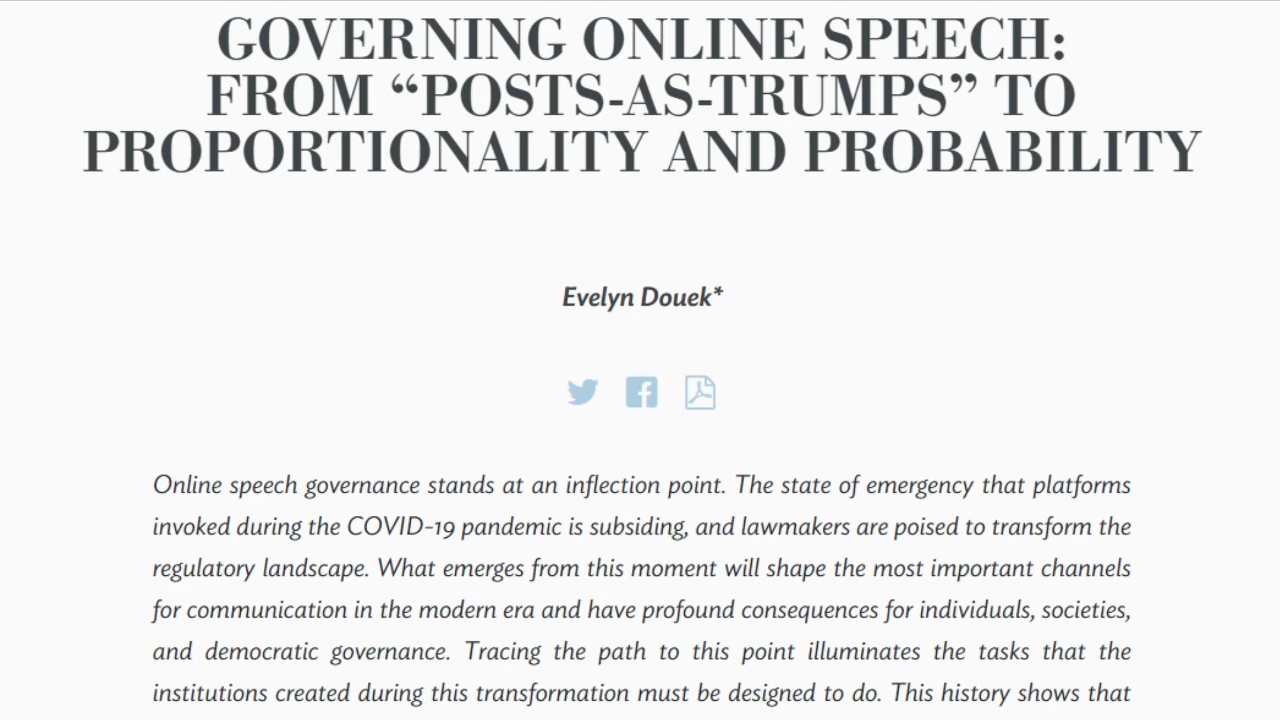 GOVERNING ONLINE SPEECH:
FROM “POSTS-AS-TRUMPS” TO
PROPORTIONALITY AND PROBABILITY
Evelyn Douek*
Online speech governance stands at an inflection point. The state of emergency that platforms
invoked during the COVID-19 pandemic is subsiding, and lawmakers are poised to transform the
regulatory landscape. What emerges from this moment will shape the most important channels
for communication in the modern era and have profound consequences for individuals, societies,
and democratic governance. Tracing the path to this point illuminates the tasks that the
institutions created during this transformation must be designed to do. This history shows that